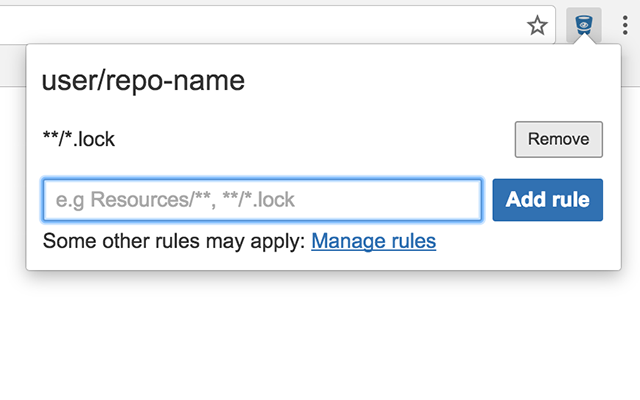 user/repo-name
**/*.lock
Remove
e.g Resources/**, **/*.lock
Add rule
Some other rules may apply: Manage rules